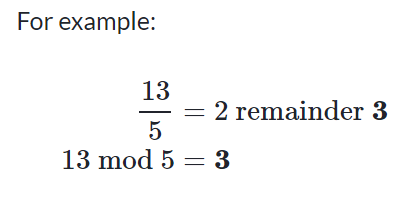 For example:
13/5 = 2 remainder 3
13 mod 5 = 3